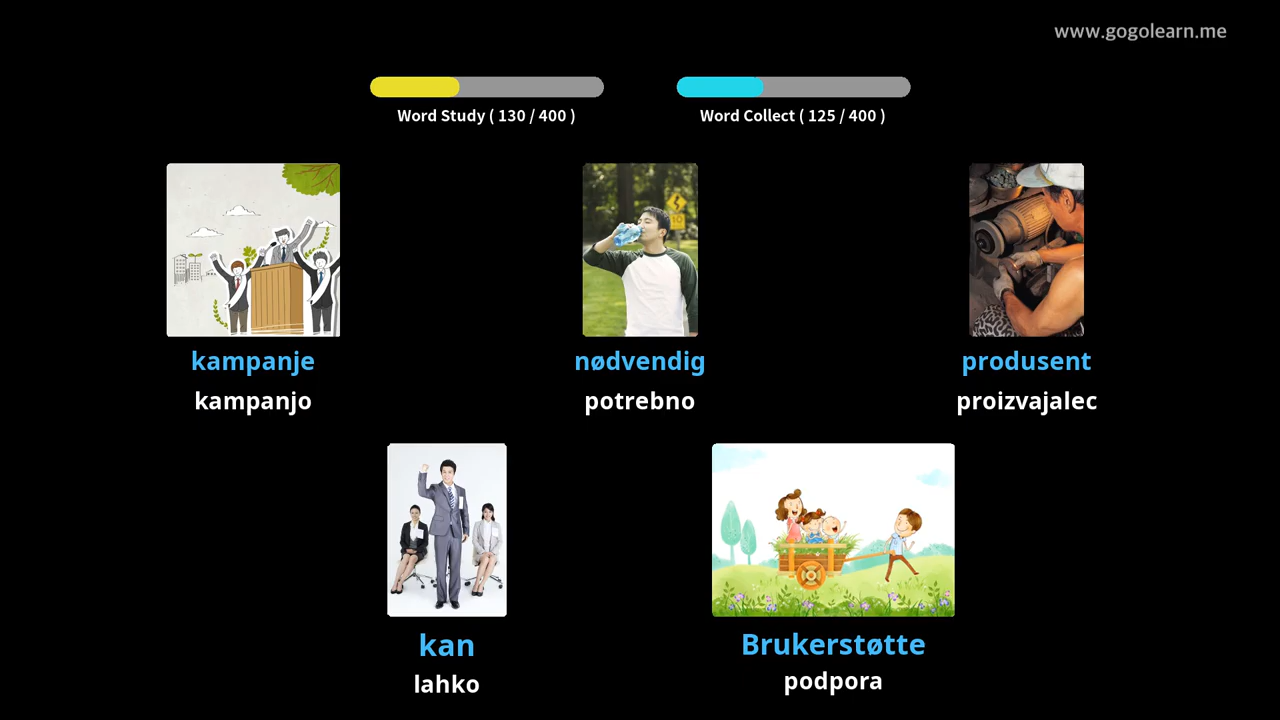 www.gogolearn.me
Word Study ( 130 / 400 )
Word Collect ( 125 / 400 )
kampanje
kampanjo
nødvendig
potrebno
produsent
proizvajalec
kan
lahko
Brukerstøtte
podpora